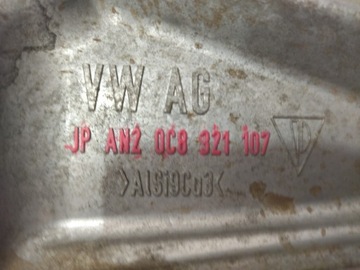 VW AG
JP AN2 0C8 321 107
>AlSi9Cu3<